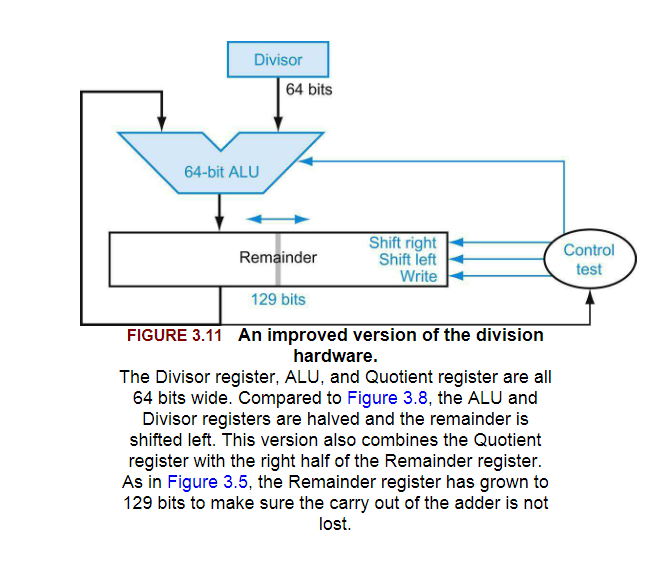 Divisor
64 bits
64-bit ALU
Remainder
Shift right
Shift left
Write
Control
test
129 bits
FIGURE 3.11 An improved version of the division
hardware.
The Divisor register, ALU, and Quotient register are all
64 bits wide. Compared to Figure 3.8, the ALU and
Divisor registers are halved and the remainder is
shifted left. This version also combines the Quotient
register with the right half of the Remainder register.
As in Figure 3.5, the Remainder register has grown to
129 bits to make sure the carry out of the adder is not
lost.